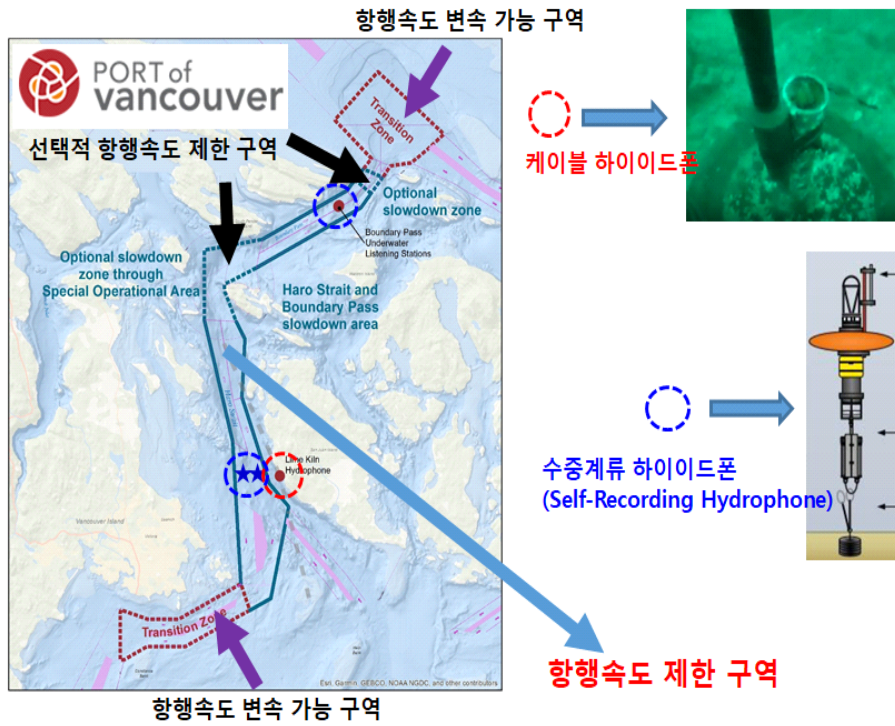 항행속도 변속 가능 구역
PORT of
vancouver
선택적 항행속도 제한 구역
Transition
Zone
케이블 하이이드폰
Optional
slowdown zone
Boundary Pass
Underwater
Listening Stations
Optional slowdown
zone through
Special Operational Area
Haro Strait and
Boundary Pass
slowdown area
Haro Strait
수중계류 하이이드폰
(Self-Recording Hydrophone)
Lime Kiln
Hydrophone
Vancouver Island
Transition Zone
항행속도 제한 구역
Esri, Garmin, GEBCO, NOAA NGDC, and other contributors
항행속도 변속 가능 구역